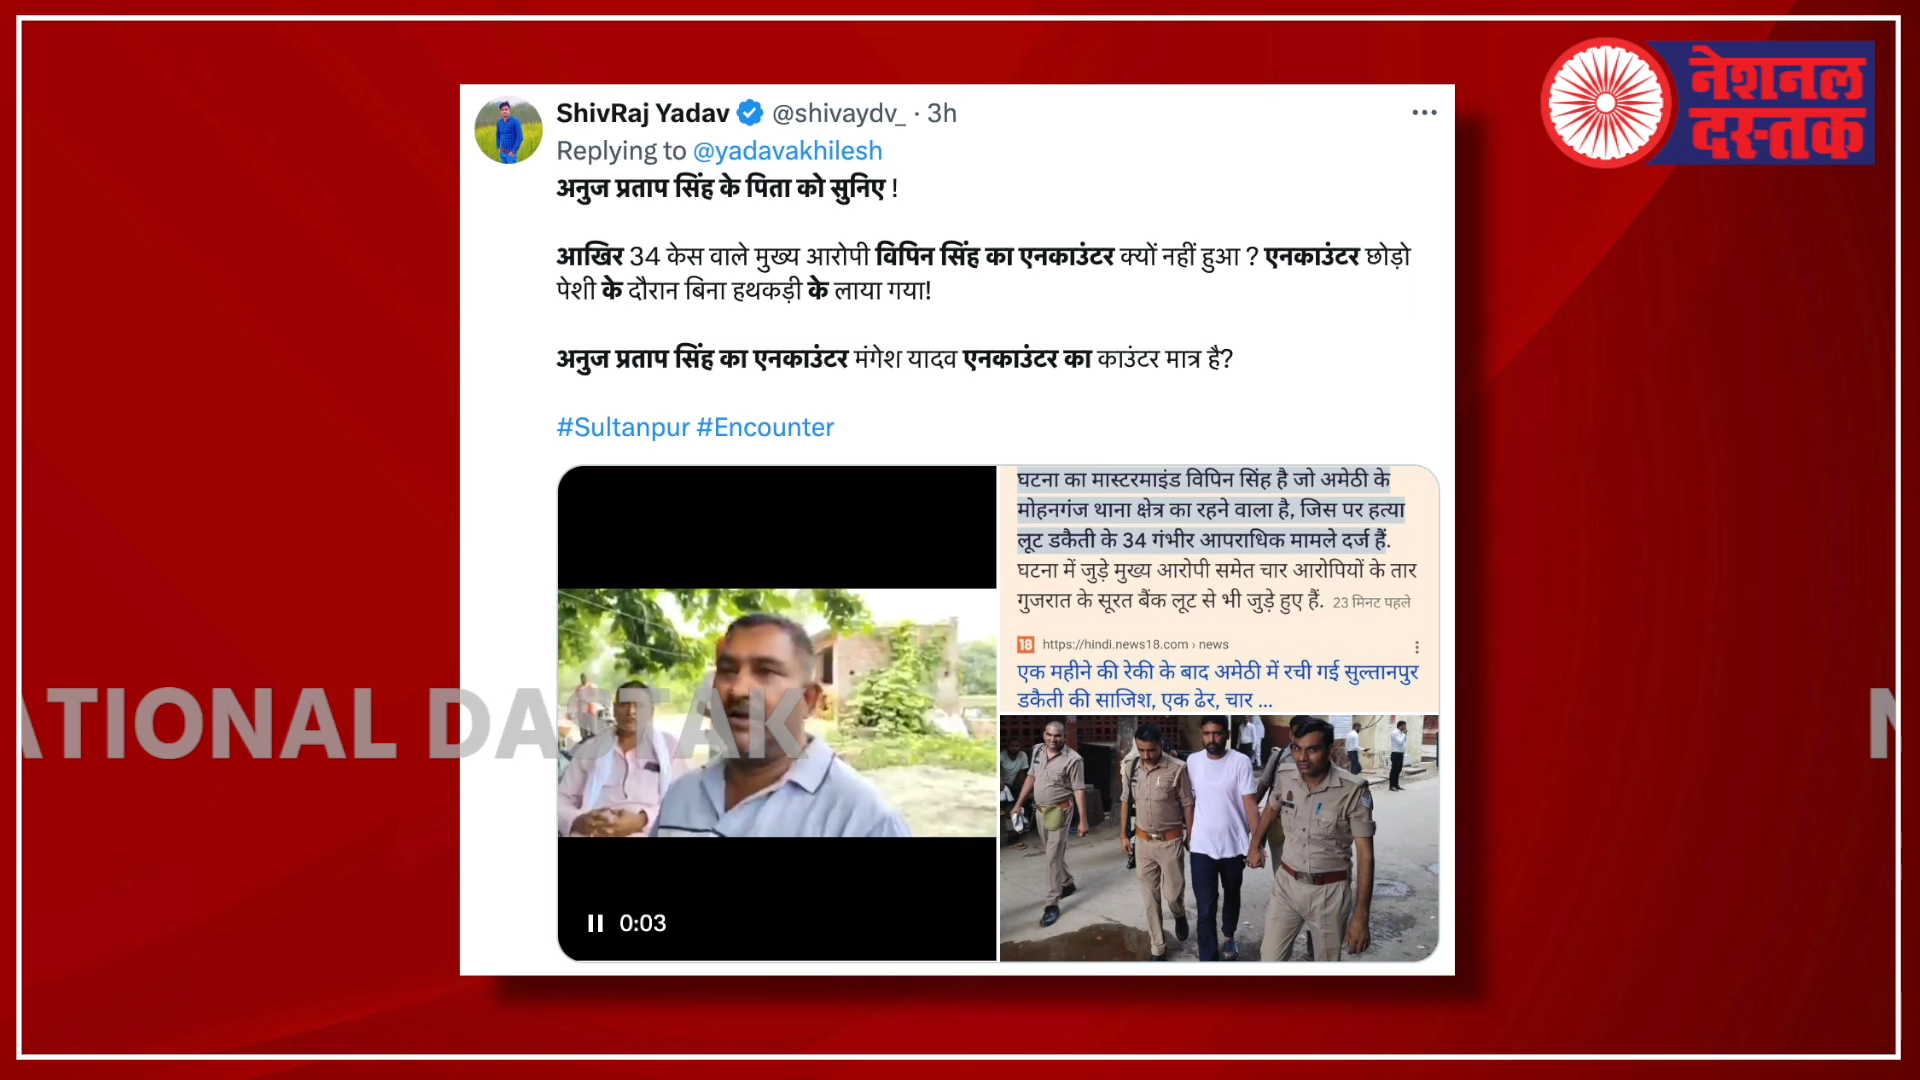 नेशनल
दस्तक
ShivRaj Yadav @shivaydv_ · 3h
Replying to @yadavakhilesh
अनुज प्रताप सिंह के पिता को सुनिए !
आखिर 34 केस वाले मुख्य आरोपी विपिन सिंह का एनकाउंटर क्यों नहीं हुआ ? एनकाउंटर छोड़ो
पेशी के दौरान बिना हथकड़ी के लाया गया!
अनुज प्रताप सिंह का एनकाउंटर मंगेश यादव एनकाउंटर का काउंटर मात्र है?
#Sultanpur #Encounter
घटना का मास्टरमाइंड विपिन सिंह है जो अमेठी के
मोहनगंज थाना क्षेत्र का रहने वाला है, जिस पर हत्या
लूट डकैती के 34 गंभीर आपराधिक मामले दर्ज हैं.
घटना में जुड़े मुख्य आरोपी समेत चार आरोपियों के तार
गुजरात के सूरत बैंक लूट से भी जुड़े हुए हैं. 23 मिनट पहले
18 https://hindi.news18.com › news
एक महीने की रेकी के बाद अमेठी में रची गई सुल्तानपुर
डकैती की साजिश, एक ढेर, चार ...
ATIONAL DASTAK N
0:03